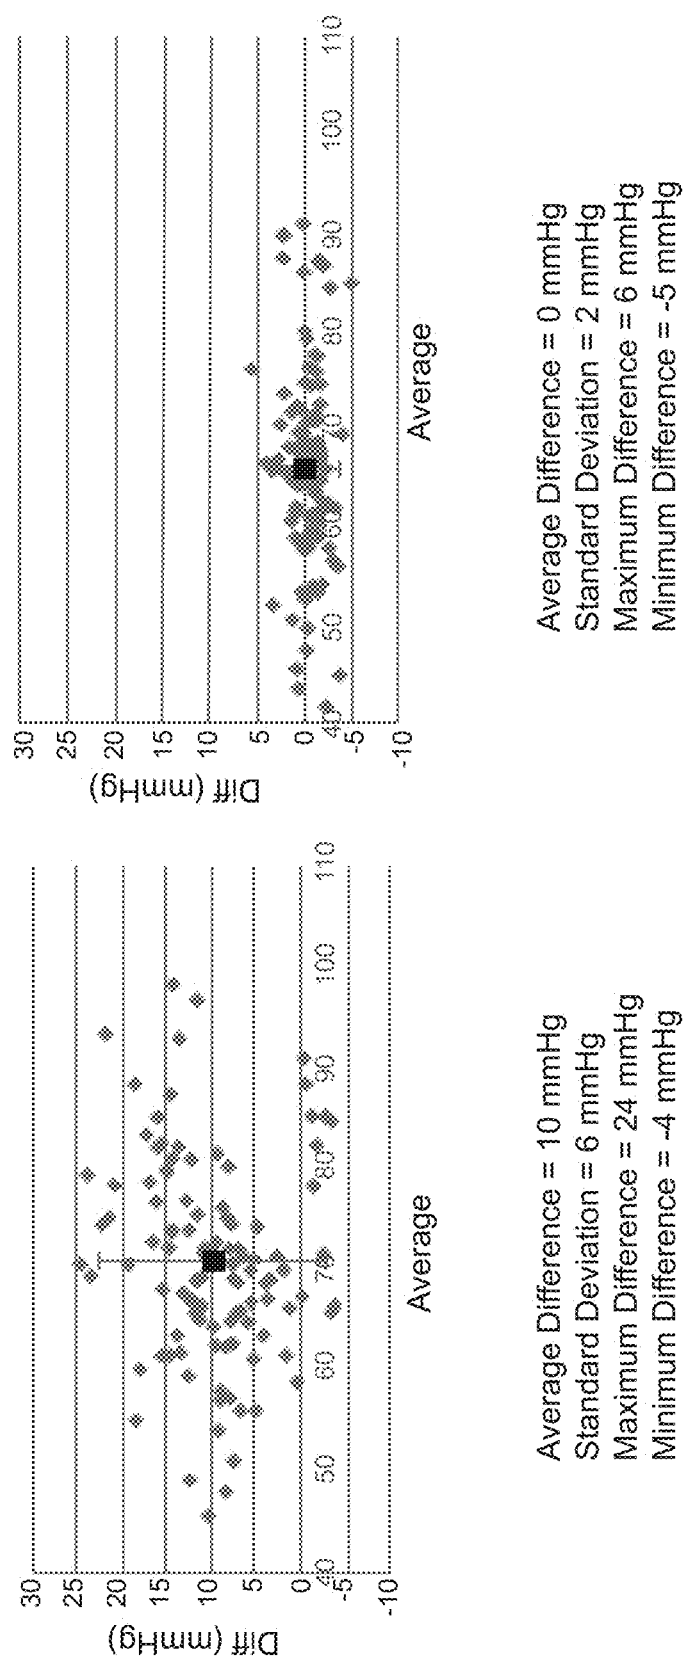 Diff (mmHg)
30
25
20
15
10
5
0
-5
-10
40 50 60 70 80 90 100 110
Average
Average Difference = 10 mmHg
Standard Deviation = 6 mmHg
Maximum Difference = 24 mmHg
Minimum Difference = -4 mmHg
Diff (mmHg)
30
25
20
15
10
5
0
-5
-10
40 50 60 70 80 90 100 110
Average
Average Difference = 0 mmHg
Standard Deviation = 2 mmHg
Maximum Difference = 6 mmHg
Minimum Difference = -5 mmHg